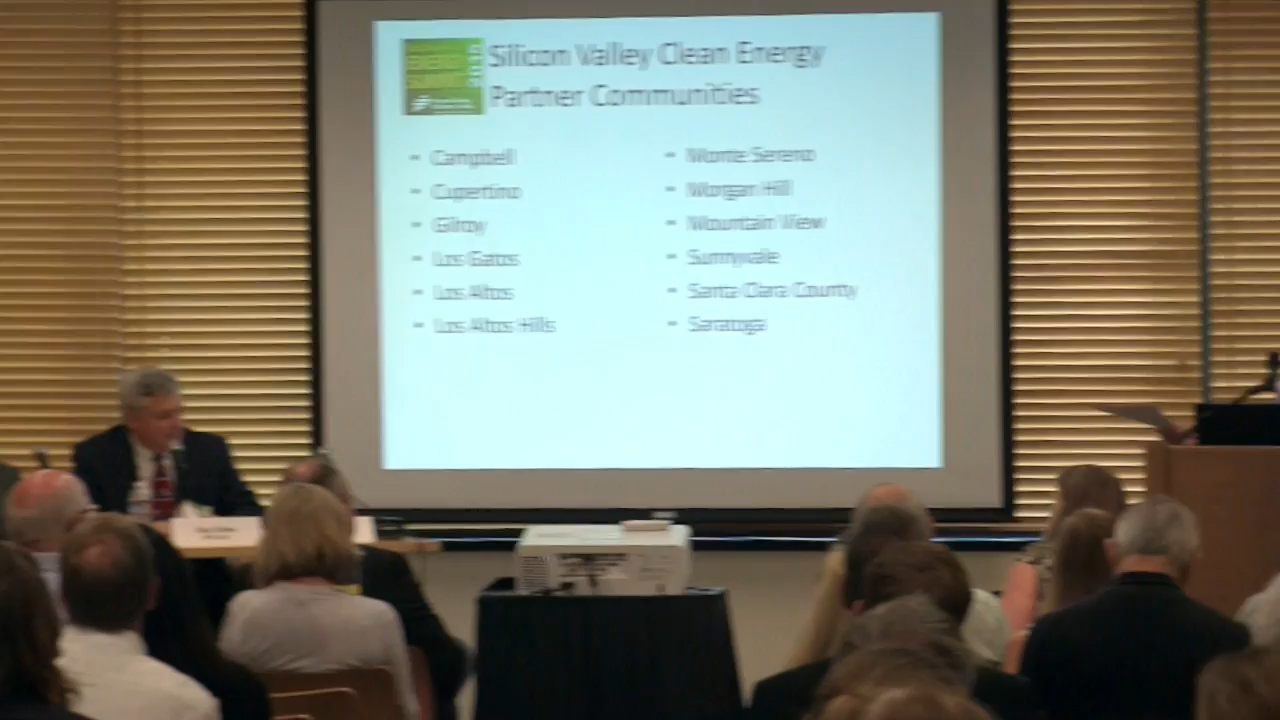 Silicon Valley Clean Energy
Partner Communities
- Campbell
- Cupertino
- Gilroy
- Los Gatos
- Los Altos
- Los Altos Hills
- Monte Sereno
- Morgan Hill
- Mountain View
- Sunnyvale
- Santa Clara County
- Saratoga